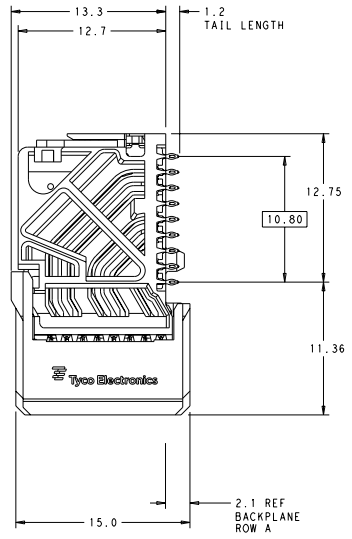 13.3
1.2
TAIL LENGTH
12.7
12.75
10.80
11.36
Tyco Electronics
2.1 REF
BACKPLANE
ROW A
15.0